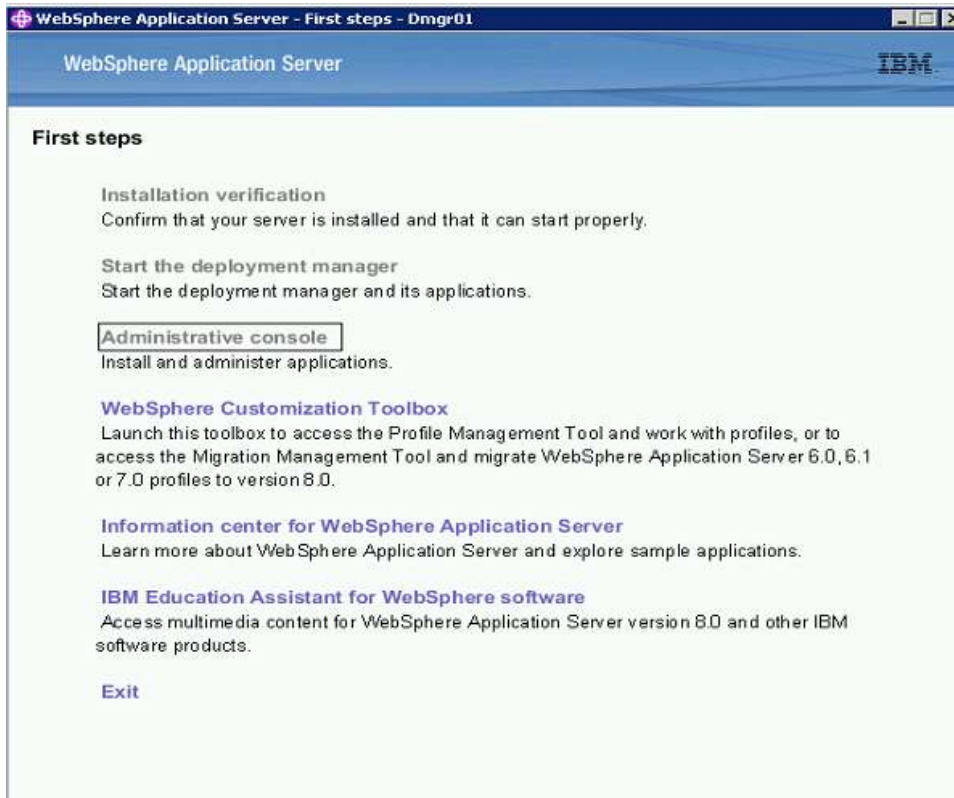 WebSphere Application Server - First steps - Dmgr01
WebSphere Application Server
IBM
First steps
Installation verification
Confirm that your server is installed and that it can start properly.
Start the deployment manager
Start the deployment manager and its applications.
Administrative console
Install and administer applications.
WebSphere Customization Toolbox
Launch this toolbox to access the Profile Management Tool and work with profiles, or to
access the Migration Management Tool and migrate WebSphere Application Server 6.0, 6.1
or 7.0 profiles to version 8.0.
Information center for WebSphere Application Server
Learn more about WebSphere Application Server and explore sample applications.
IBM Education Assistant for WebSphere software
Access multimedia content for WebSphere Application Server version 8.0 and other IBM
software products.
Exit